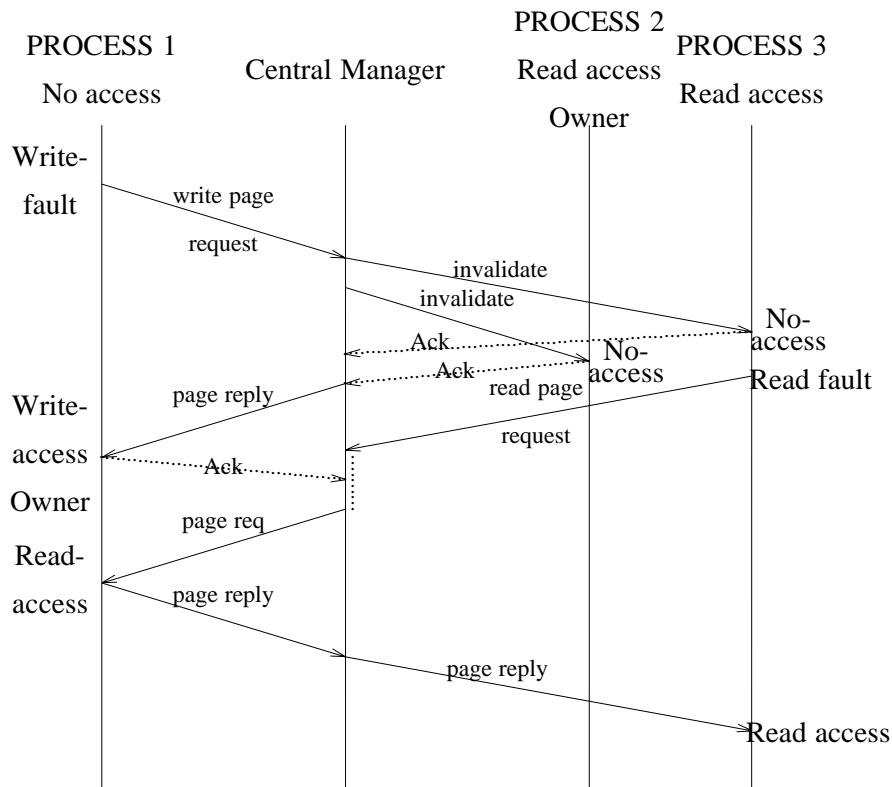 PROCESS 1
No access
Central Manager
PROCESS 2
Read access
Owner
PROCESS 3
Read access
Write-
fault
write page
request
invalidate
invalidate
No-
access
Ack
No-
access
Ack
Read fault
read page
request
page reply
Write-
access
Owner
Ack
page req
Read-
access
page reply
page reply
Read access